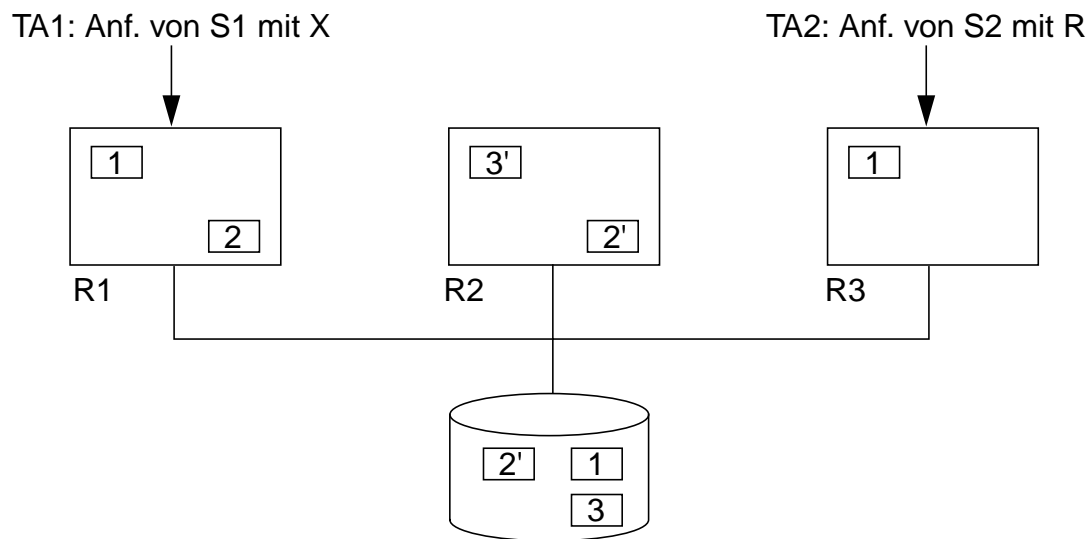 TA1: Anf. von S1 mit X
TA2: Anf. von S2 mit R
1
3'
1
2
2'
R1
R2
R3
2'
1
3